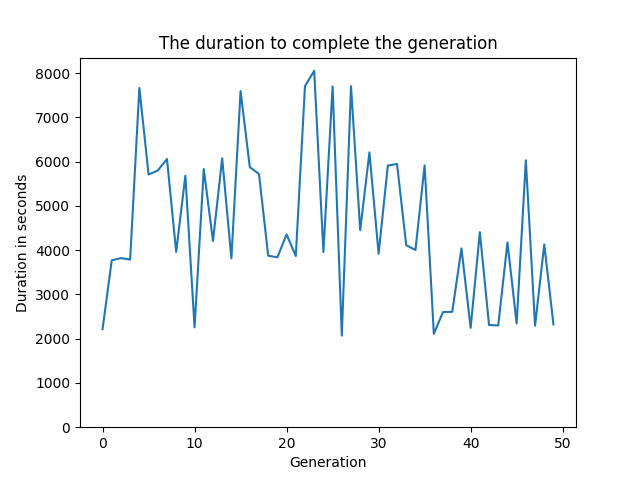 The duration to complete the generation
8000
7000
6000
5000
4000
3000
2000
1000
0
Duration in seconds
0 10 20 30 40 50
Generation